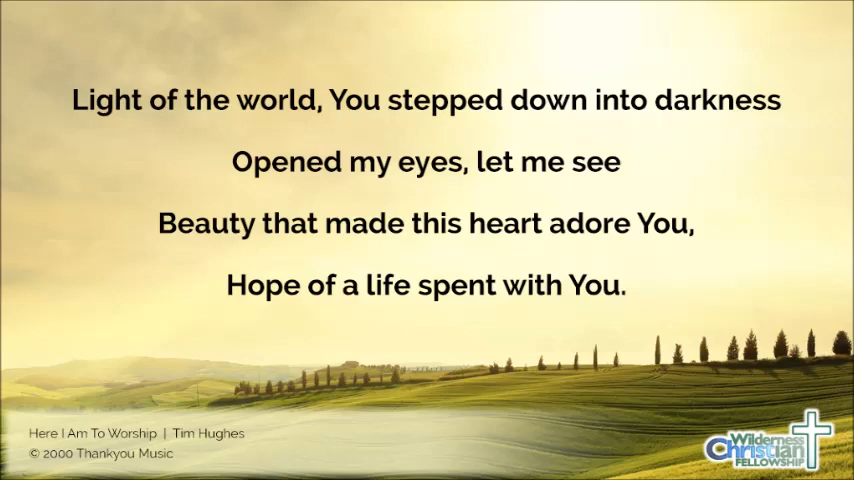 Light of the world, You stepped down into darkness
Opened my eyes, let me see
Beauty that made this heart adore You,
Hope of a life spent with You.
Here I Am To Worship | Tim Hughes
© 2000 Thankyou Music
Wilderness
Christian
FELLOWSHIP